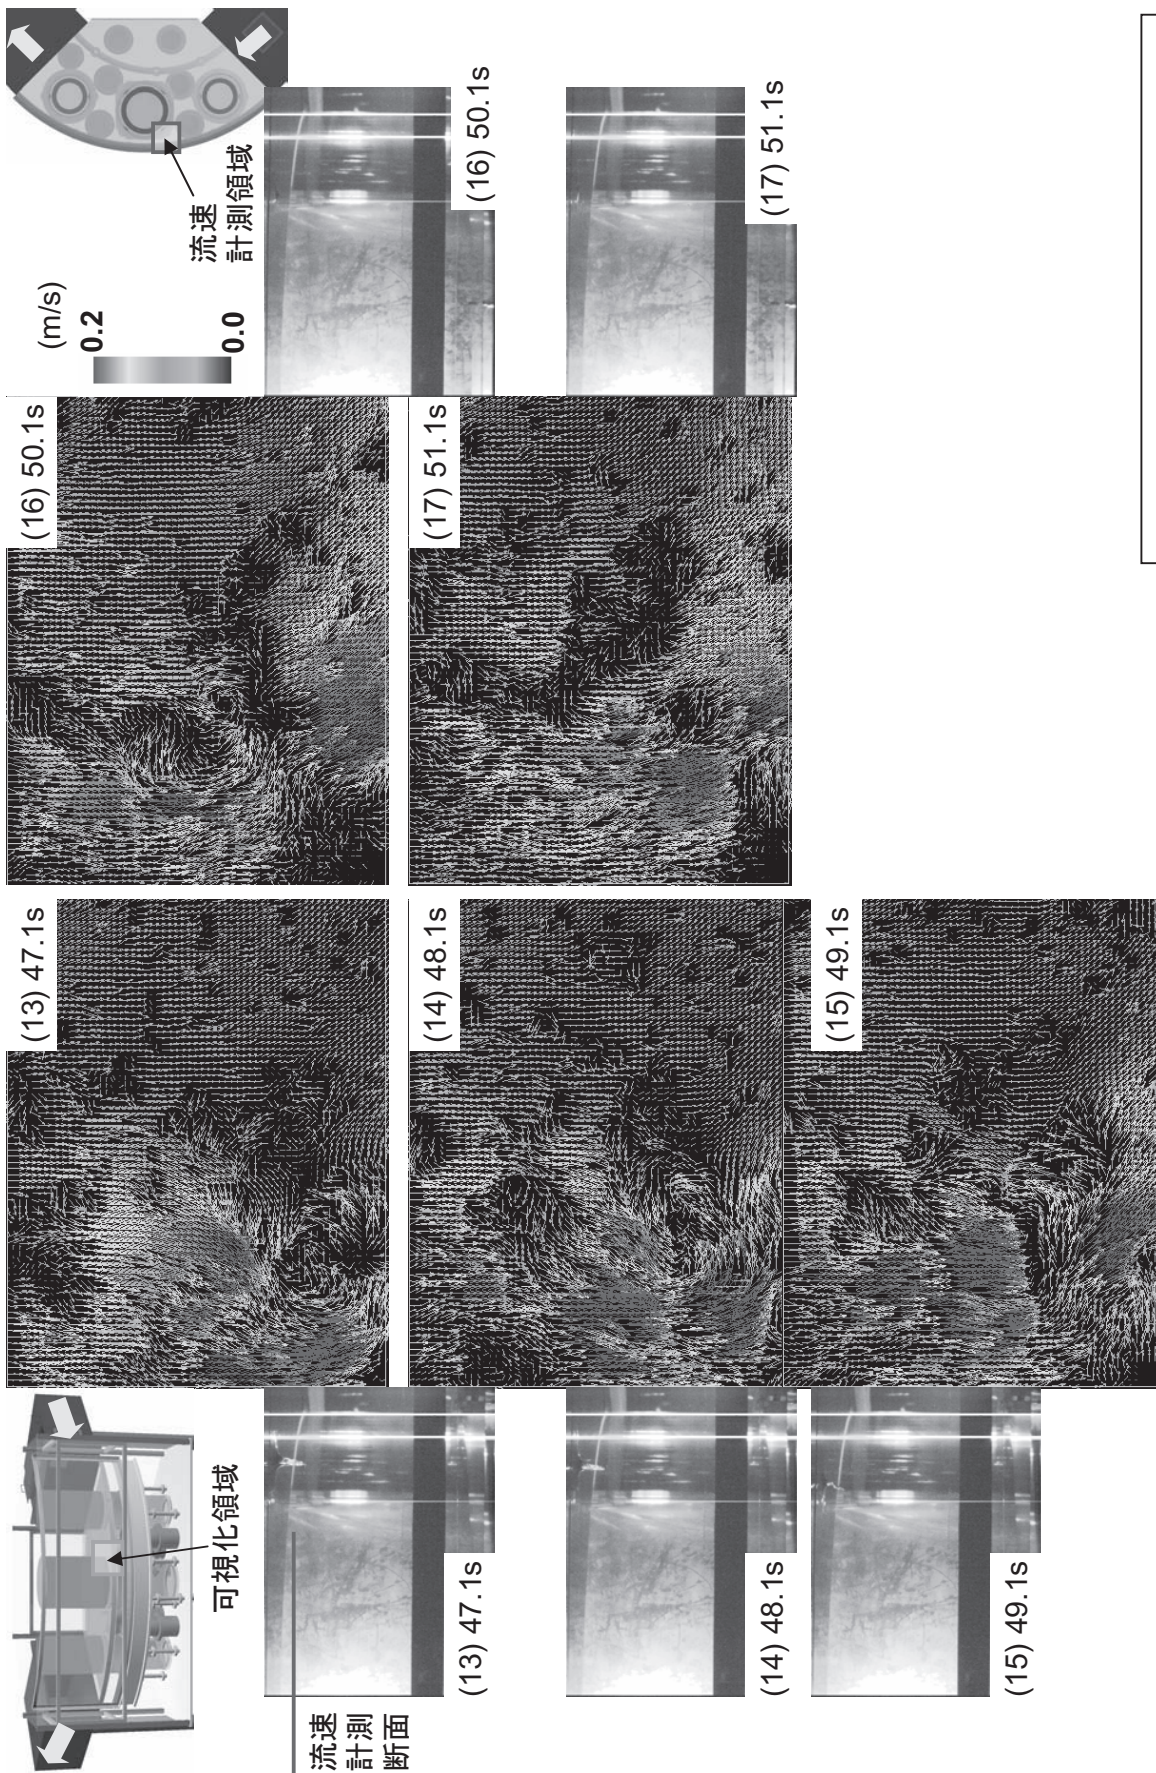 可視化領域
流速
計測
断面
(13) 47.1s
(14) 48.1s
(15) 49.1s
(13) 47.1s
(14) 48.1s
(15) 49.1s
(16) 50.1s
(17) 51.1s
(m/s)
0.2
0.0
流速
計測領域
(16) 50.1s
(17) 51.1s